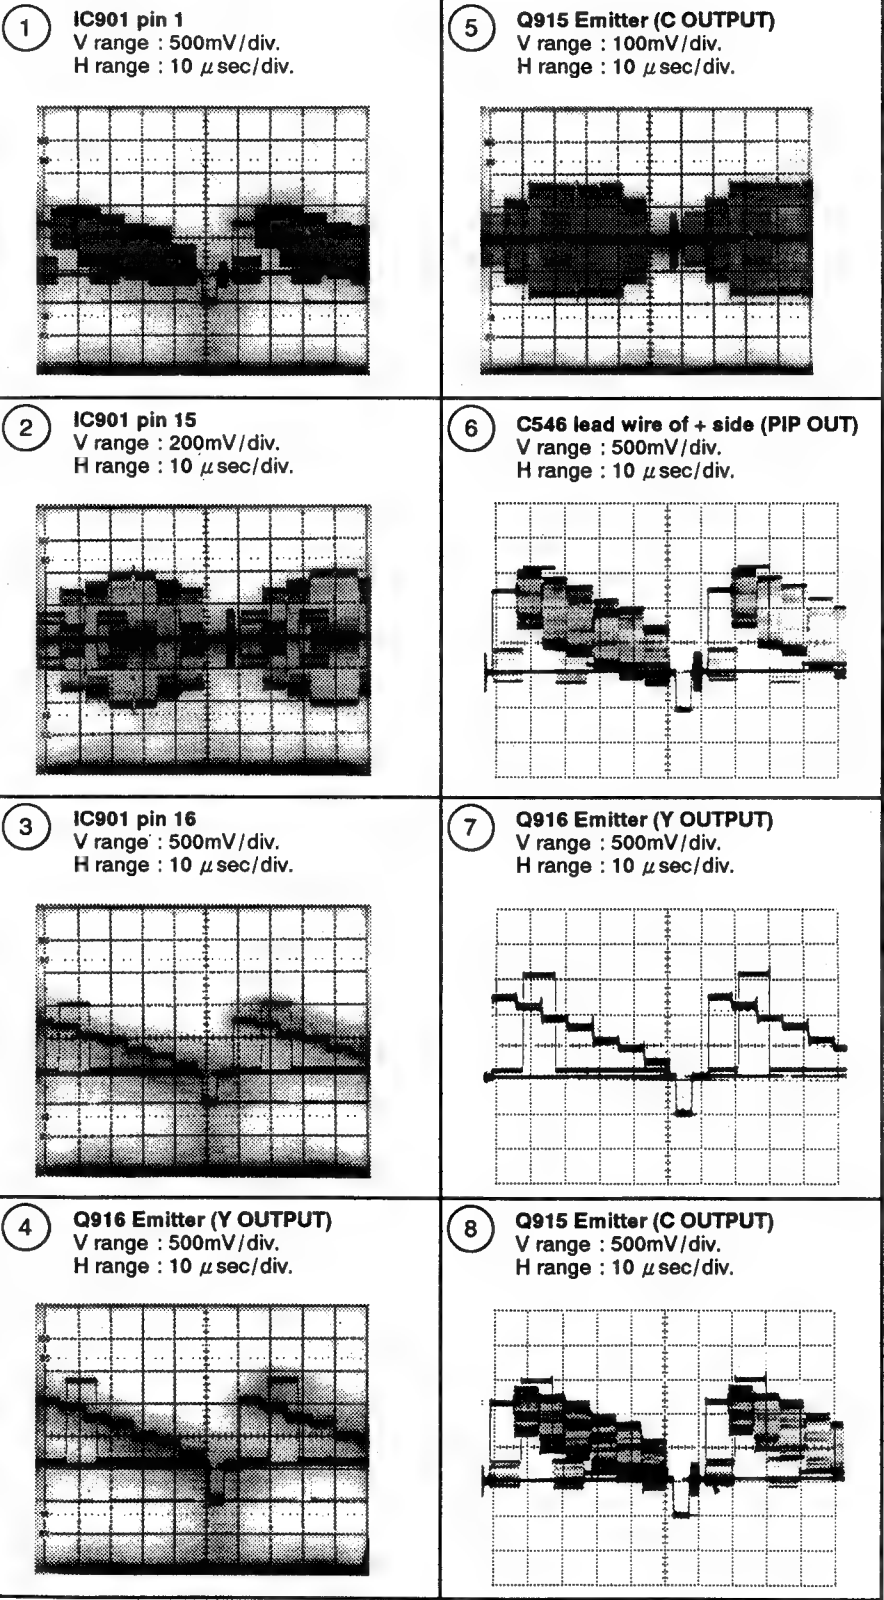 1
IC901 pin 1
V range : 500mV/div.
H range : 10 μsec/div.
2
IC901 pin 15
V range : 200mV/div.
H range : 10 μsec/div.
3
IC901 pin 16
V range : 500mV/div.
H range : 10 μsec/div.
4
Q916 Emitter (Y OUTPUT)
V range : 500mV/div.
H range : 10 μsec/div.
5
Q915 Emitter (C OUTPUT)
V range : 100mV/div.
H range : 10 μsec/div.
6
C546 lead wire of + side (PIP OUT)
V range : 500mV/div.
H range : 10 μsec/div.
7
Q916 Emitter (Y OUTPUT)
V range : 500mV/div.
H range : 10 μsec/div.
8
Q915 Emitter (C OUTPUT)
V range : 500mV/div.
H range : 10 μsec/div.